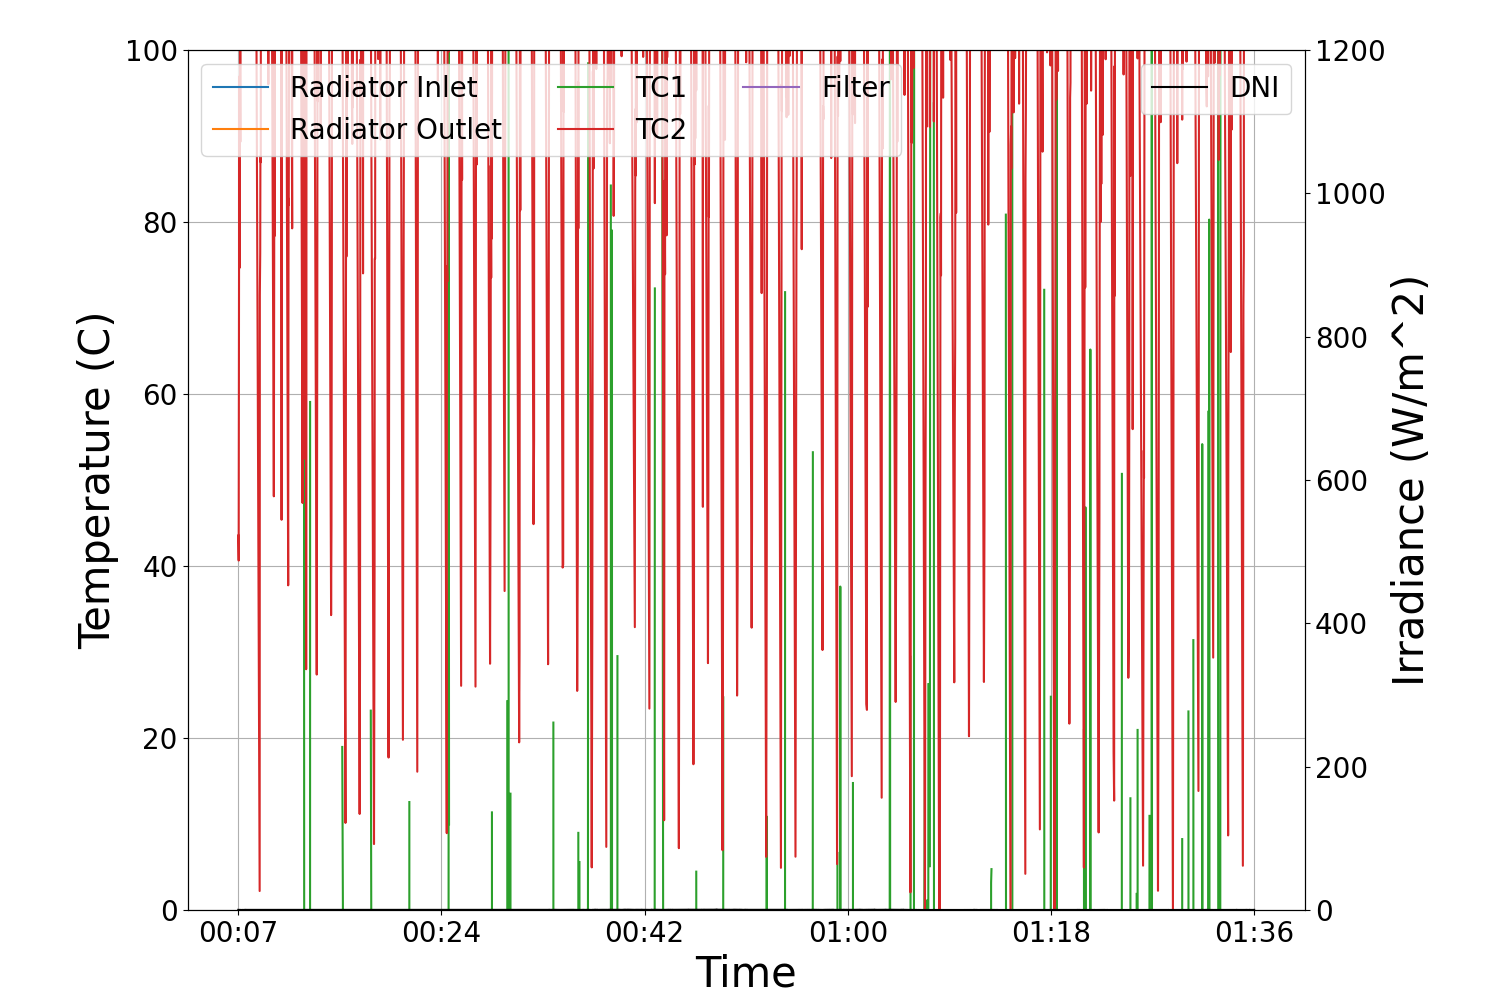 Radiator Inlet
Radiator Outlet
TC1
TC2
Filter
DNI
Temperature (C)
100
80
60
40
20
0
Irradiance (W/m^2)
1200
1000
800
600
400
200
0
00:07 00:24 00:42 01:00 01:18 01:36
Time